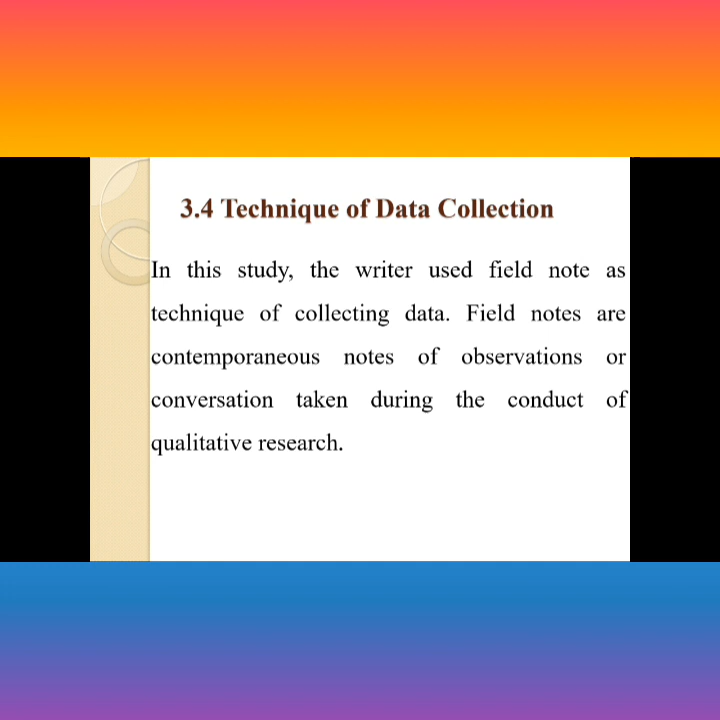 3.4 Technique of Data Collection
In this study, the writer used field note as
technique of collecting data. Field notes are
contemporaneous notes of observations or
conversation taken during the conduct of
qualitative research.